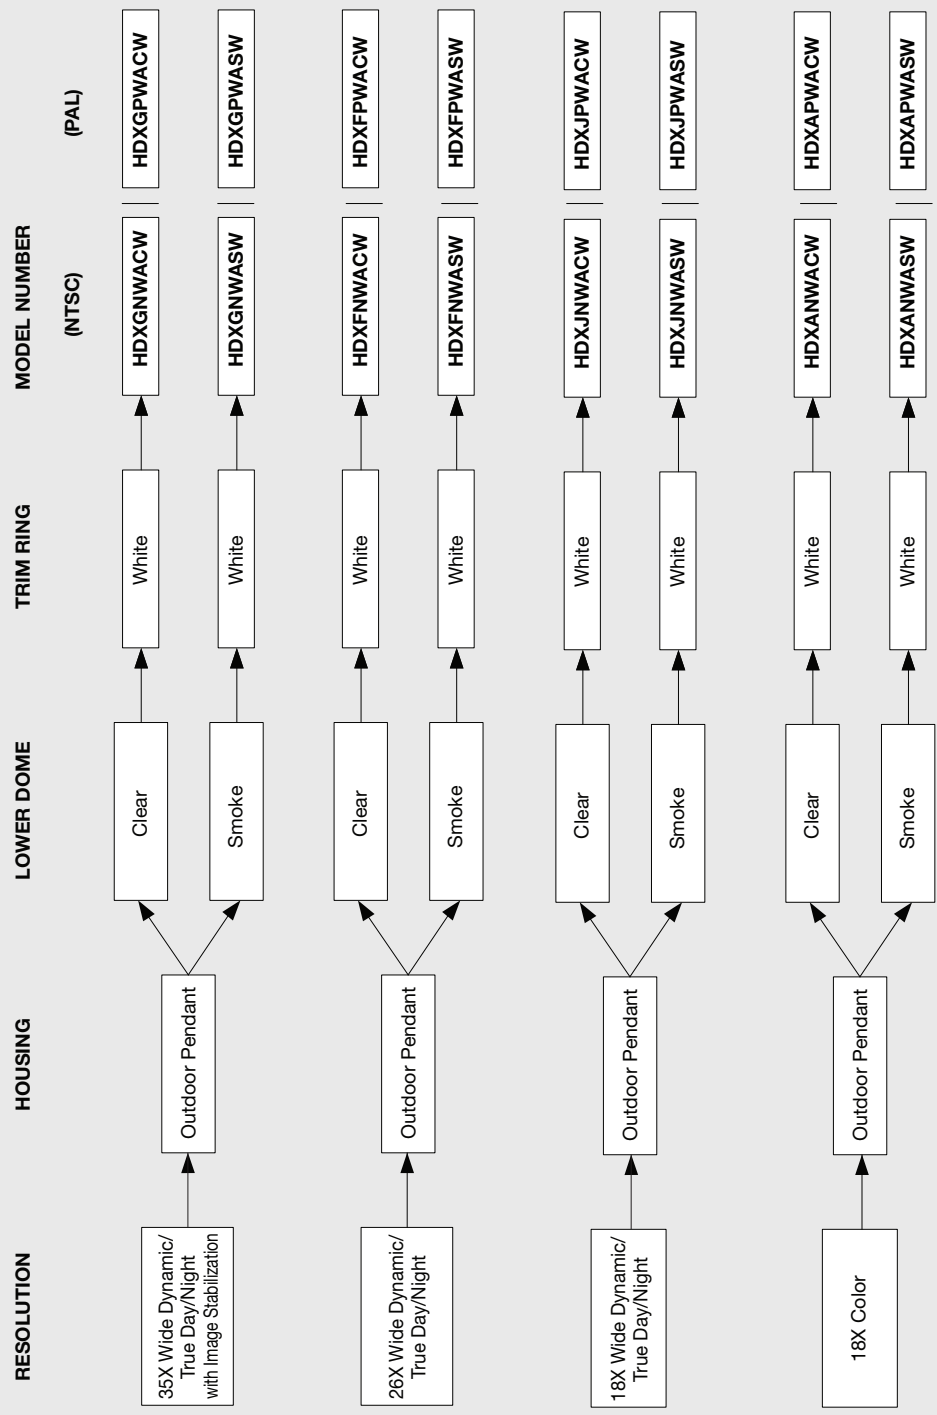 RESOLUTION
HOUSING
LOWER DOME
TRIM RING
MODEL NUMBER
(NTSC)
(PAL)
35X Wide Dynamic/
True Day/Night
with Image Stabilization
Outdoor Pendant
Clear
White
HDXGNWACW
HDXGPWACW
Smoke
White
HDXGNWASW
HDXGPWASW
26X Wide Dynamic/
True Day/Night
Outdoor Pendant
Clear
White
HDXFNWACW
HDXFPWACW
Smoke
White
HDXFNWASW
HDXFPWASW
18X Wide Dynamic/
True Day/Night
Outdoor Pendant
Clear
White
HDXJNWACW
HDXJPWACW
Smoke
White
HDXJNWASW
HDXJPWASW
18X Color
Outdoor Pendant
Clear
White
HDXANWACW
HDXAPWACW
Smoke
White
HDXANWASW
HDXAPWASW